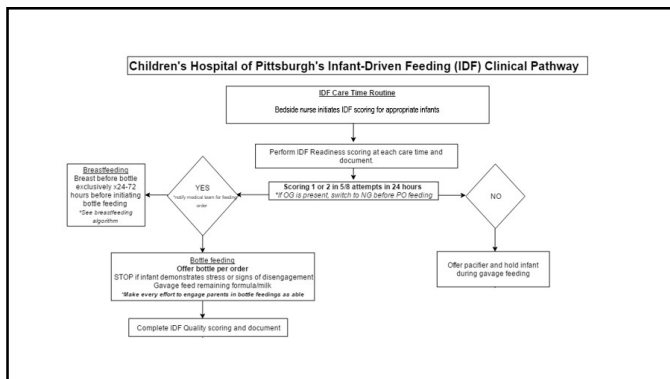 Children's Hospital of Pittsburgh's Infant-Driven Feeding (IDF) Clinical Pathway
IDF Care Time Routine
Bedside nurse initiates IDF scoring for appropriate infants
Perform IDF Readiness scoring at each care time and
document.
Scoring 1 or 2 in 5/8 attempts in 24 hours
*If OG is present, switch to NG before PO feeding
YES
*notify medical team for feeding
order
NO
Breastfeeding
Breast before bottle
exclusively x24-72
hours before initiating
bottle feeding
*See breastfeeding
algorithm
Bottle feeding
Offer bottle per order
STOP if infant demonstrates stress or signs of disengagement
Gavage feed remaining formula/milk
*Make every effort to engage parents in bottle feedings as able
Offer pacifier and hold infant
during gavage feeding
Complete IDF Quality scoring and document